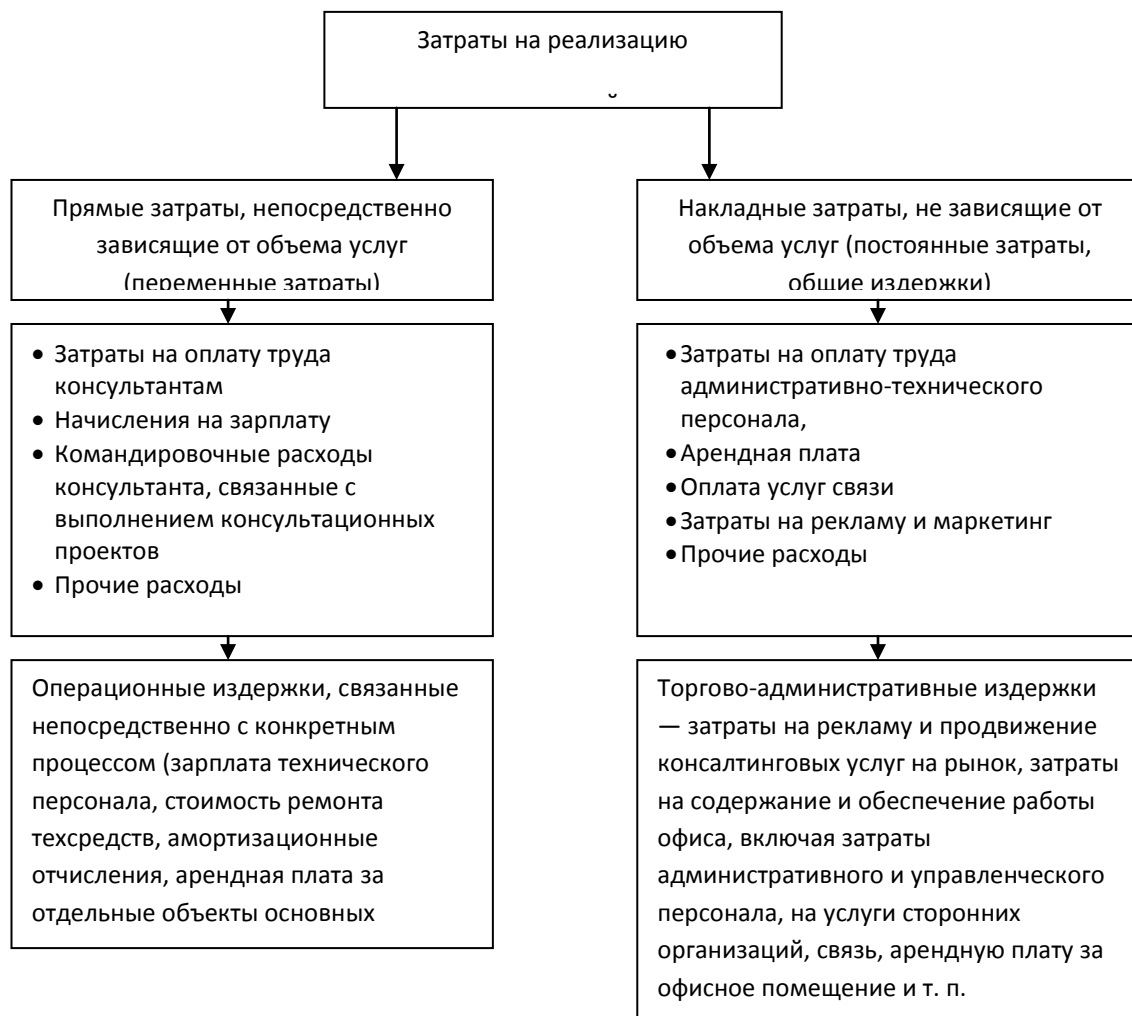 Затраты на реализацию
Прямые затраты, непосредственно
зависящие от объема услуг
(переменные затраты)
Накладные затраты, не зависящие от
объема услуг (постоянные затраты,
общие издержки)
• Затраты на оплату труда
консультантам
• Начисления на зарплату
• Командировочные расходы
консультанта, связанные с
выполнением консультационных
проектов
• Прочие расходы
• Затраты на оплату труда
административно-технического
персонала,
• Арендная плата
• Оплата услуг связи
• Затраты на рекламу и маркетинг
• Прочие расходы
Операционные издержки, связанные
непосредственно с конкретным
процессом (зарплата технического
персонала, стоимость ремонта
техсредств, амортизационные
отчисления, арендная плата за
отдельные объекты основных
Торгово-административные издержки
— затраты на рекламу и продвижение
консалтинговых услуг на рынок, затраты
на содержание и обеспечение работы
офиса, включая затраты
административного и управленческого
персонала, на услуги сторонних
организаций, связь, арендную плату за
офисное помещение и т. п.